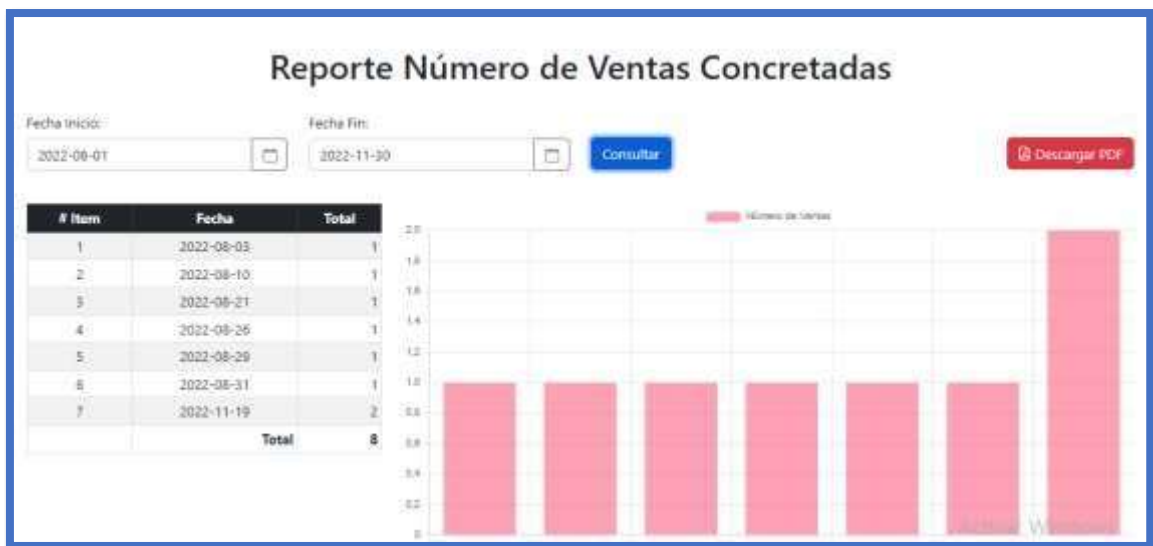 Reporte Número de Ventas Concretadas
Fecha Inicio: Fecha Fin:
2022-08-01 2022-11-30 Consultar Descargar PDF
# Item Fecha Total
1 2022-08-03 1
2 2022-08-10 1
3 2022-08-21 1
4 2022-08-26 1
5 2022-08-29 1
6 2022-08-31 1
7 2022-11-19 2
Total 8
Número de Ventas
2.0
1.8
1.6
1.4
1.2
1.0
0.8
0.6
0.4
0.2
0
Activar Windows